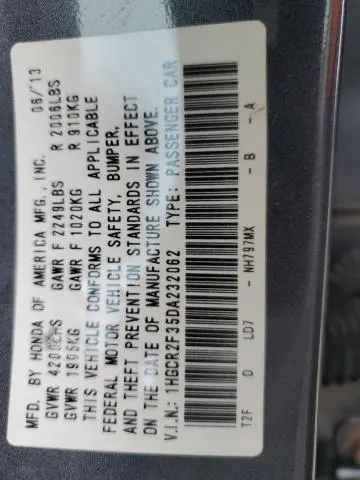 MFD. BY HONDA OF AMERICA MFG., INC. 06/'13
GVWR 4200LBS GAWR F 2249LBS R 2006LBS
GVWR 1905KG GAWR F 1020KG R 910KG
THIS VEHICLE CONFORMS TO ALL APPLICABLE
FEDERAL MOTOR VEHICLE SAFETY, BUMPER,
AND THEFT PREVENTION STANDARDS IN EFFECT
ON THE DATE OF MANUFACTURE SHOWN ABOVE.
V.I.N.: 1HGCR2F35DA232062 TYPE: PASSENGER CAR
T2F D LD7 - NH797MX - B - A